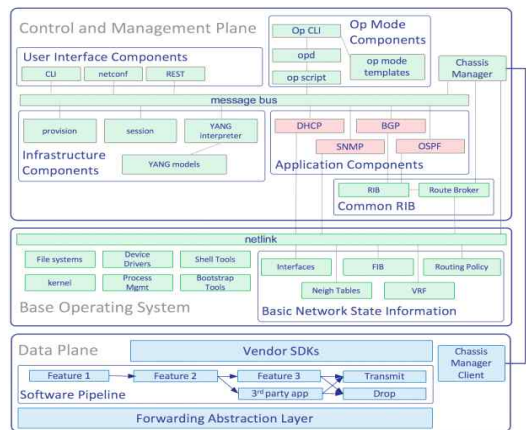 Control and Management Plane
User Interface Components
CLI
netconf
REST
Op CLI
opd
op script
Op Mode
Components
op mode
templates
Chassis
Manager
message bus
provision
session
YANG
interpreter
YANG models
Infrastructure
Components
DHCP
BGP
SNMP
OSPF
Application Components
RIB
Route Broker
Common RIB
netlink
File systems
Device
Drivers
Shell Tools
kernel
Process
Mgmt
Bootstrap
Tools
Base Operating System
Interfaces
FIB
Routing Policy
Neigh Tables
VRF
Basic Network State Information
Data Plane
Vendor SDKs
Chassis
Manager
Client
Feature 1
Feature 2
Feature 3
Transmit
3rd party app
Drop
Software Pipeline
Forwarding Abstraction Layer